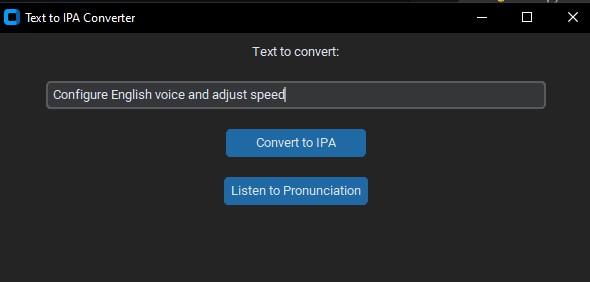 Text to IPA Converter
Text to convert:
Configure English voice and adjust speed
Convert to IPA
Listen to Pronunciation